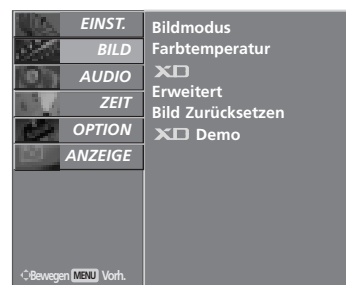 EINST.
BILD
AUDIO
ZEIT
OPTION
ANZEIGE
Bewegen MENU Vorh.
Bildmodus
Farbtemperatur
XD
Erweitert
Bild Zurücksetzen
XD Demo